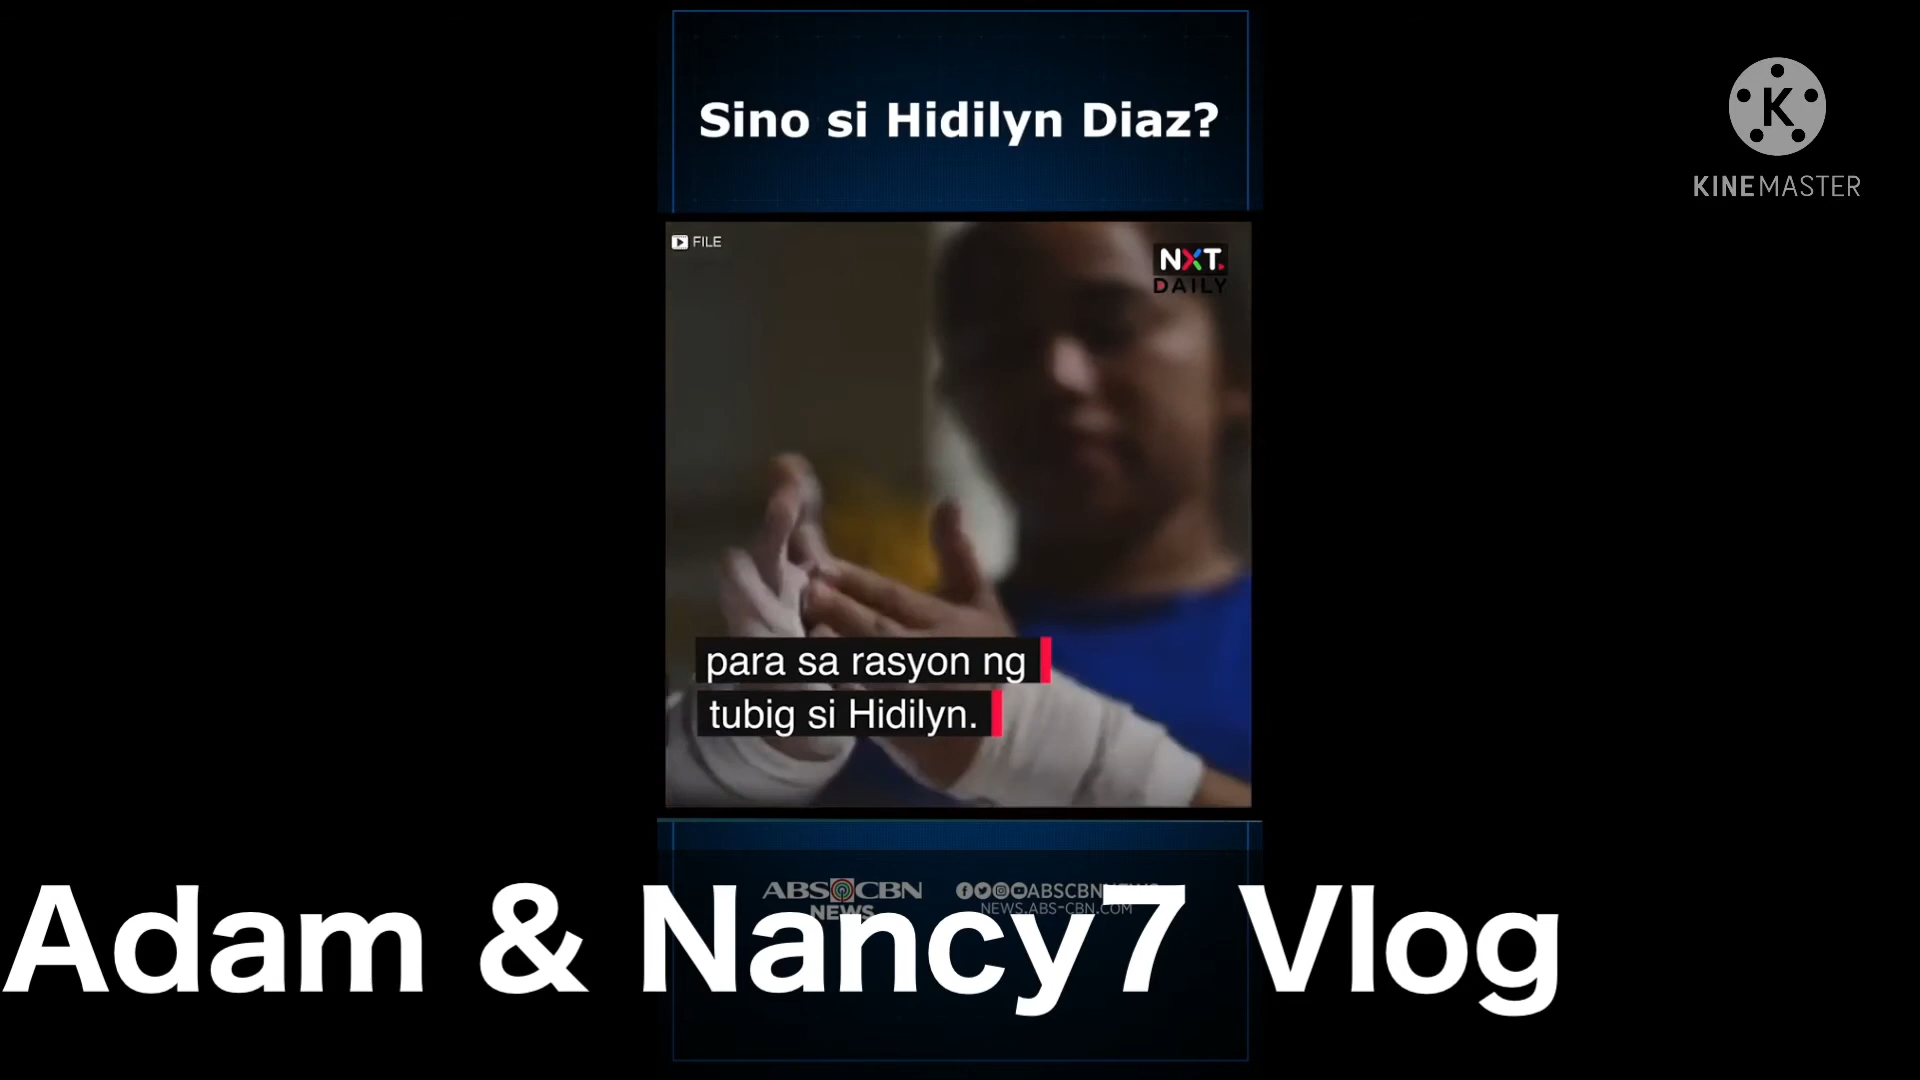 Sino si Hidilyn Diaz?
K
KINEMASTER
FILE
NXT.
DAILY
para sa rasyon ng
tubig si Hidilyn.
ABS CBN
NEWS
ABSCBNNEWS
NEWS.ABS-CBN.COM
Adam & Nancy7 Vlog